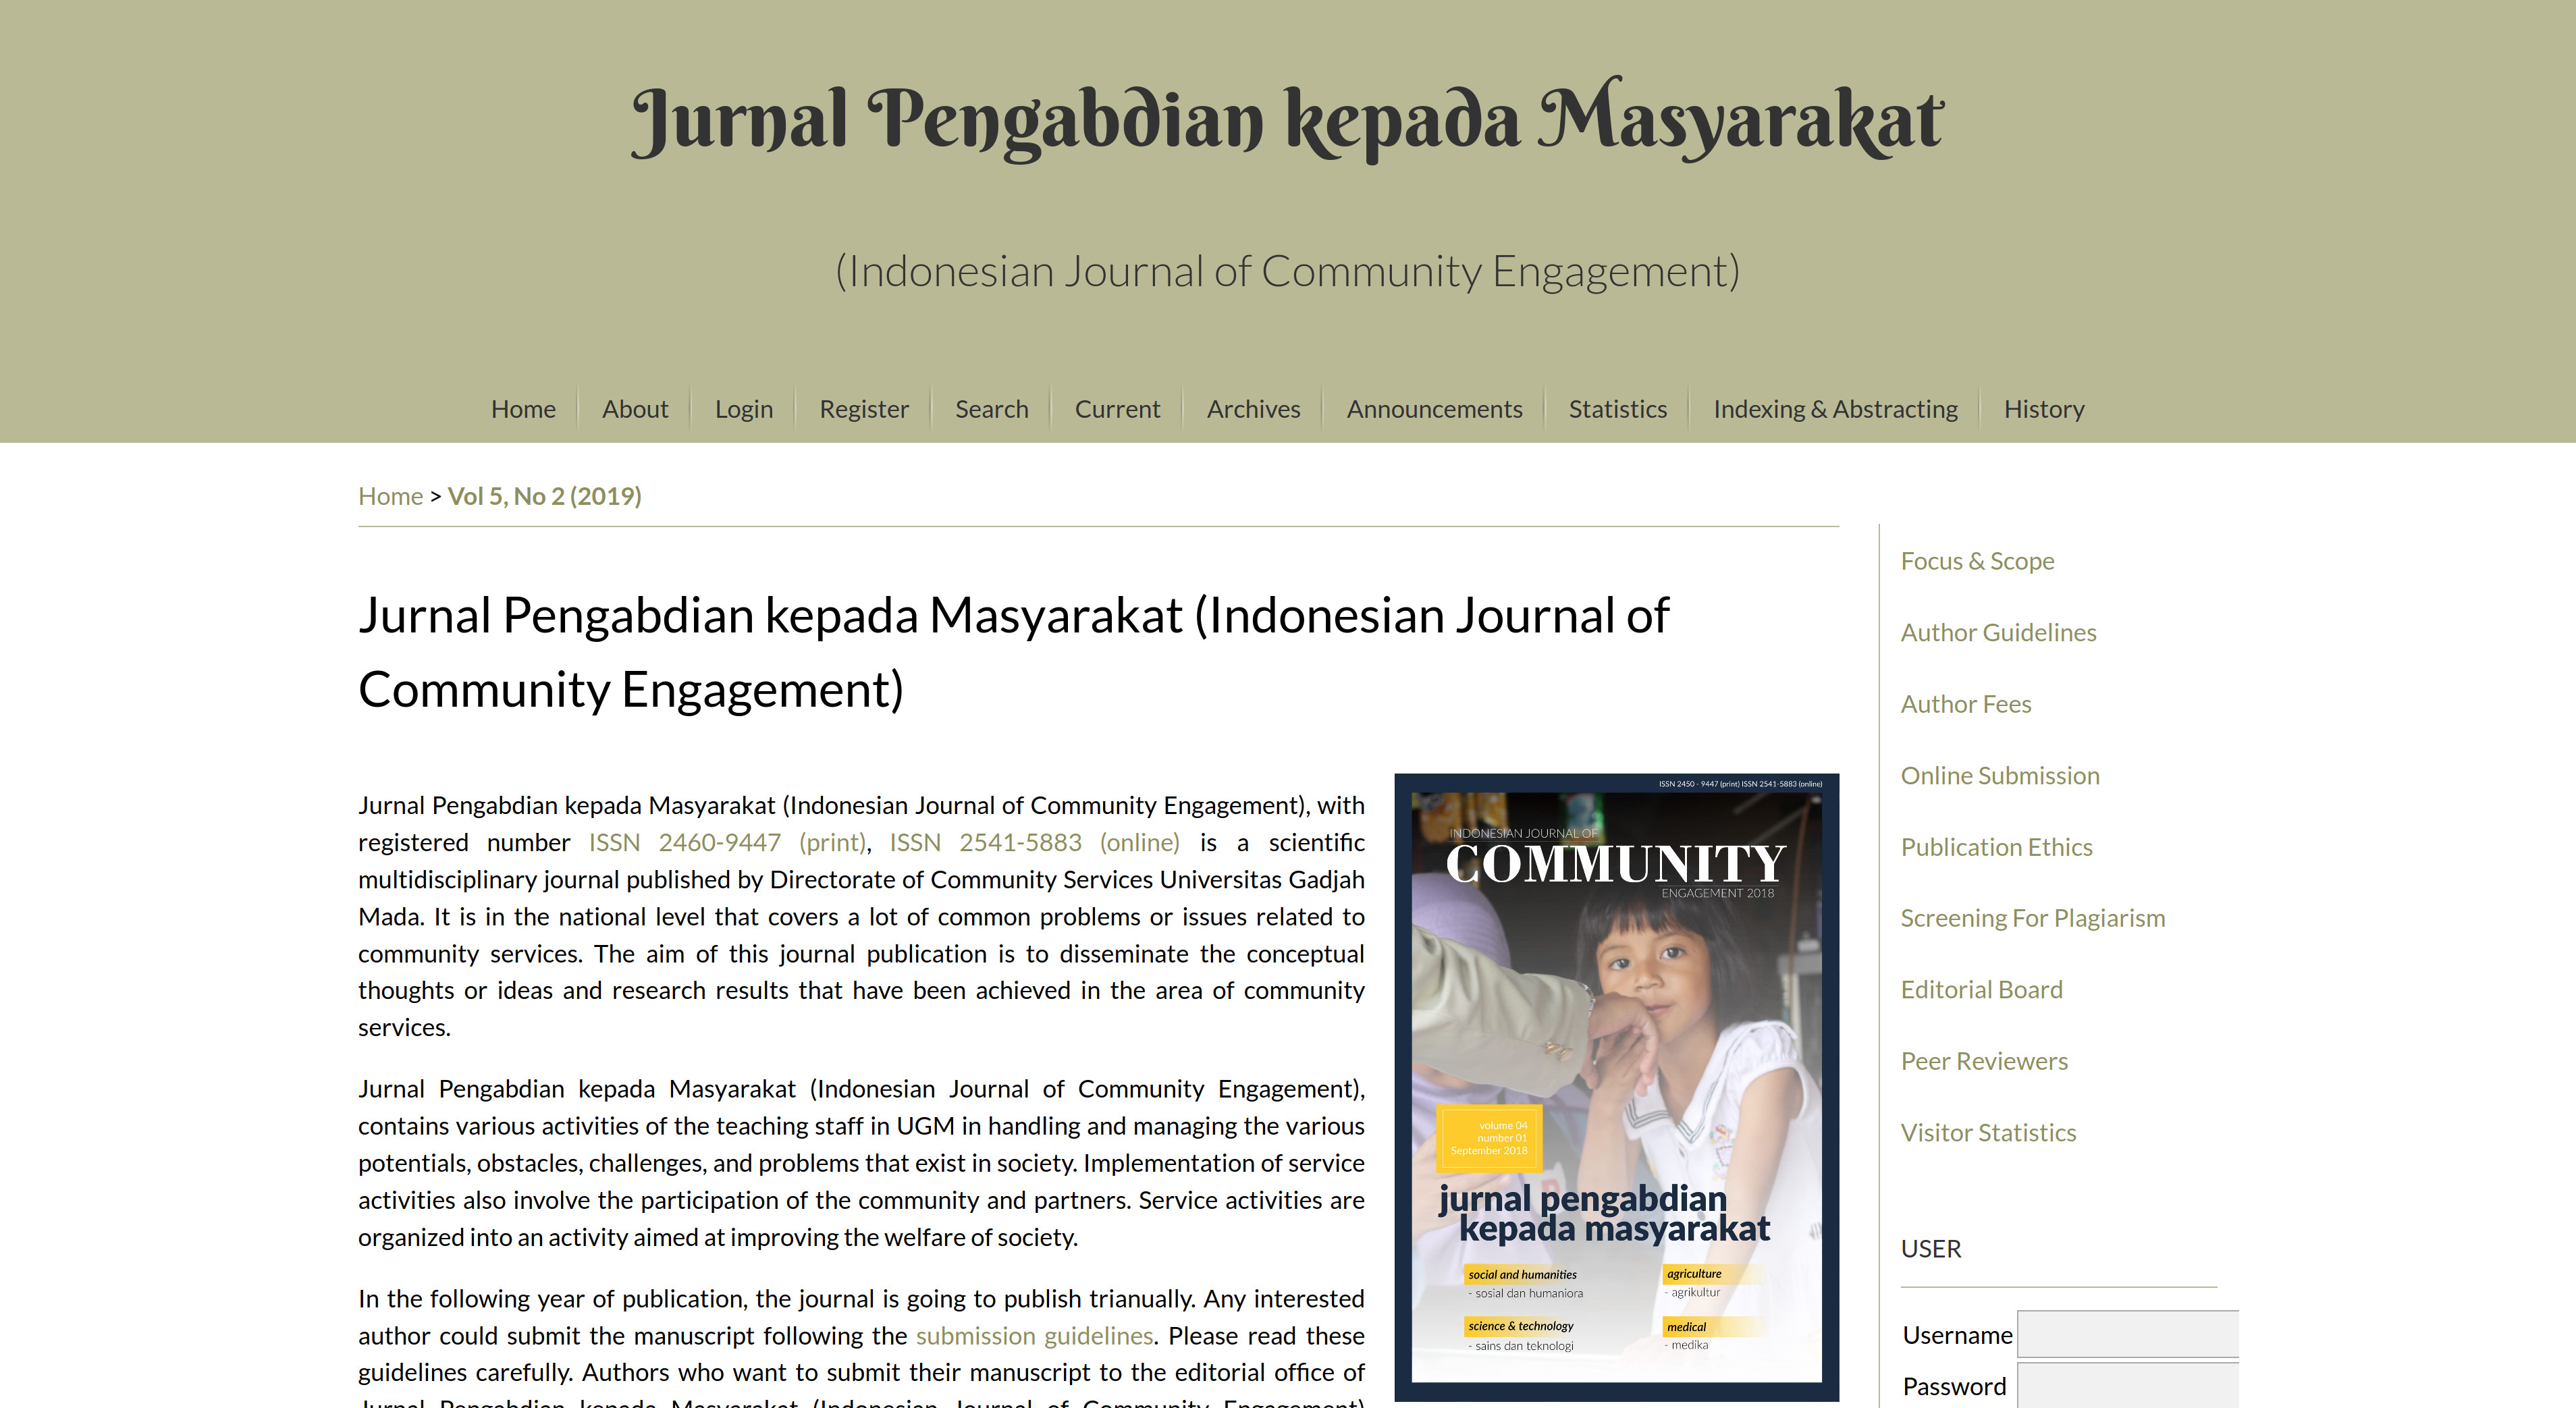 Jurnal Pengabdian kepada Masyarakat
(Indonesian Journal of Community Engagement)
Home About Login Register Search Current Archives Announcements Statistics Indexing & Abstracting History
Home > Vol 5, No 2 (2019)
Jurnal Pengabdian kepada Masyarakat (Indonesian Journal of
Community Engagement)
Jurnal Pengabdian kepada Masyarakat (Indonesian Journal of Community Engagement), with
registered number ISSN 2460-9447 (print), ISSN 2541-5883 (online) is a scientific
multidisciplinary journal published by Directorate of Community Services Universitas Gadjah
Mada. It is in the national level that covers a lot of common problems or issues related to
community services. The aim of this journal publication is to disseminate the conceptual
thoughts or ideas and research results that have been achieved in the area of community
services.
Jurnal Pengabdian kepada Masyarakat (Indonesian Journal of Community Engagement),
contains various activities of the teaching staff in UGM in handling and managing the various
potentials, obstacles, challenges, and problems that exist in society. Implementation of service
activities also involve the participation of the community and partners. Service activities are
organized into an activity aimed at improving the welfare of society.
In the following year of publication, the journal is going to publish trianually. Any interested
author could submit the manuscript following the submission guidelines. Please read these
guidelines carefully. Authors who want to submit their manuscript to the editorial office of
Jurnal Pengabdian kepada Masyarakat (Indonesian Journal of Community Engagement)
ISSN 2450 - 9447 (print) ISSN 2541-5883 (online)
INDONESIAN JOURNAL OF
COMMUNITY
ENGAGEMENT 2018
volume 04
number 01
September 2018
jurnal pengabdian
kepada masyarakat
social and humanities
- sosial dan humaniora
agriculture
- agrikultur
science & technology
- sains dan teknologi
medical
- medika
Focus & Scope
Author Guidelines
Author Fees
Online Submission
Publication Ethics
Screening For Plagiarism
Editorial Board
Peer Reviewers
Visitor Statistics
USER
Username
Password